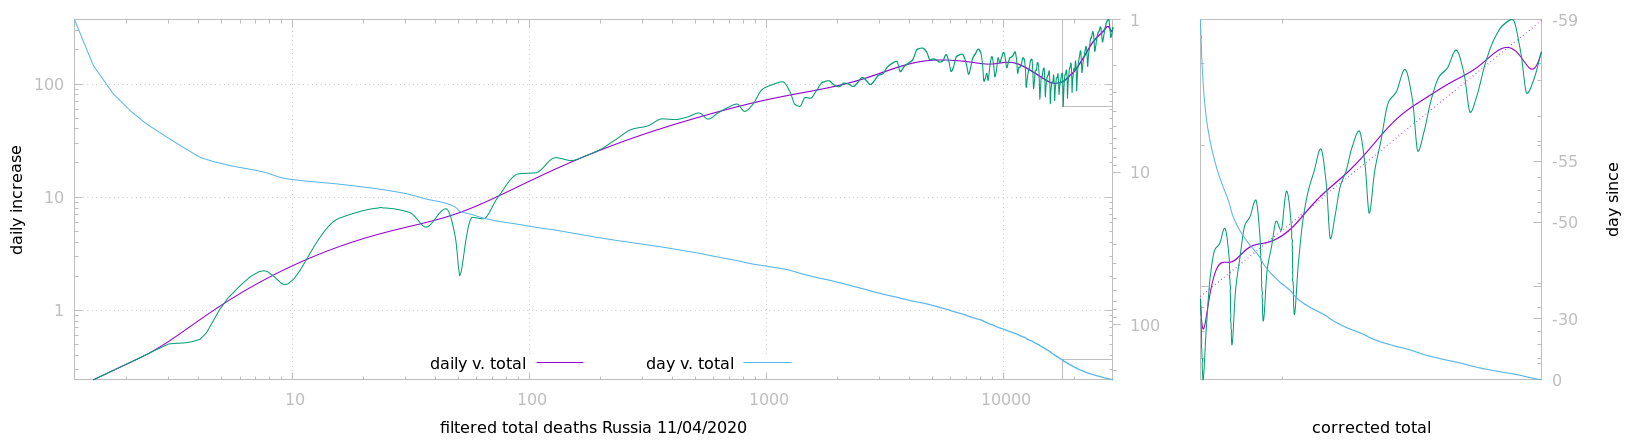 daily increase
100
10
1
daily v. total
day v. total
10
100
1000
10000
filtered total deaths Russia 11/04/2020
1
10
100
-59
-55
-50
-30
0
day since
corrected total